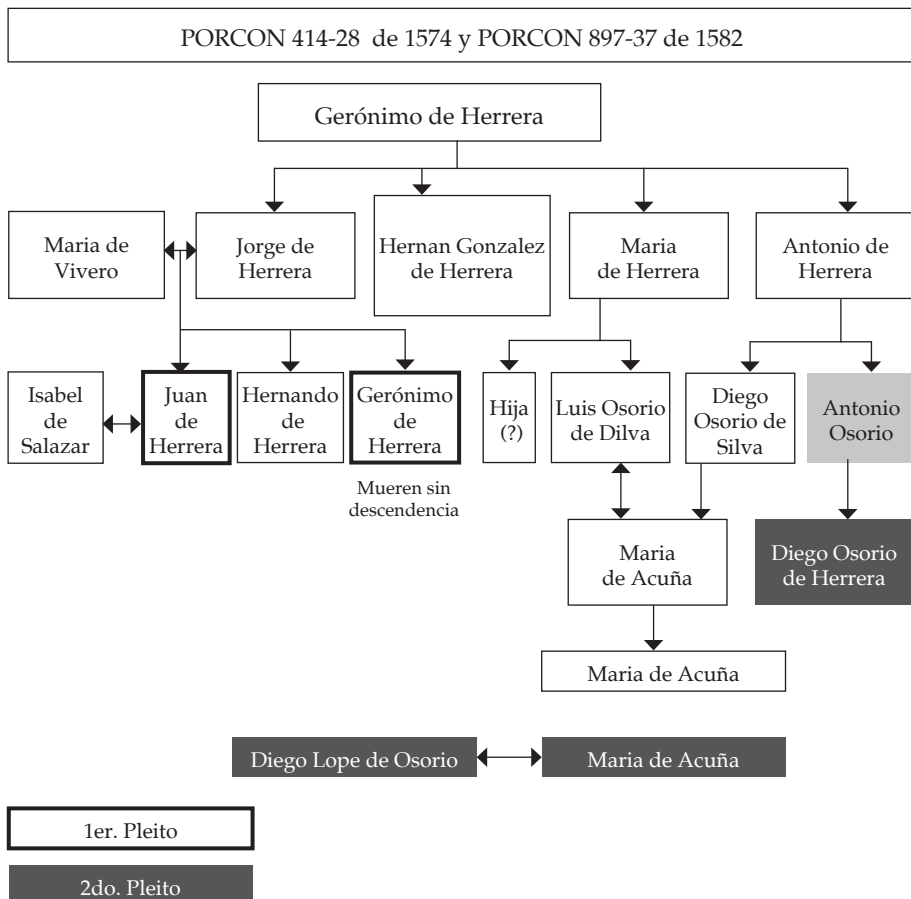 PORCON 414-28 de 1574 y PORCON 897-37 de 1582
Gerónimo de Herrera
Maria de
Vivero
Jorge de
Herrera
Hernan Gonzalez
de Herrera
Maria
de Herrera
Antonio de
Herrera
Isabel
de
Salazar
Juan
de
Herrera
Hernando
de
Herrera
Gerónimo
de
Herrera
Hija
(?)
Luis Osorio
de Dilva
Diego
Osorio de
Silva
Antonio
Osorio
Mueren sin
descendencia
Maria
de Acuña
Diego Osorio
de Herrera
Maria de Acuña
Diego Lope de Osorio
Maria de Acuña
1er. Pleito
2do. Pleito